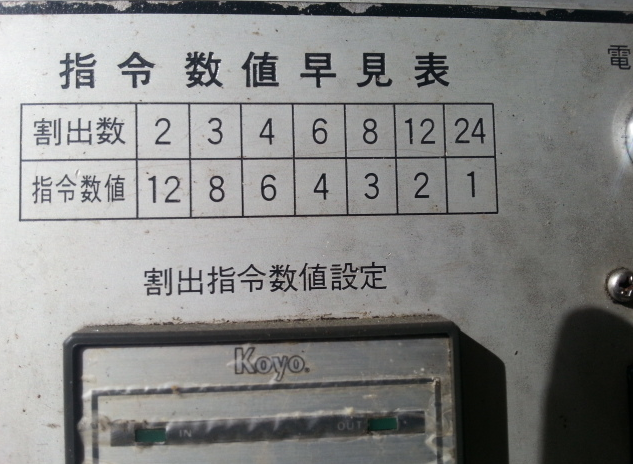 指令数値早見表
電
割出数 2 3 4 6 8 12 24
指令数値 12 8 6 4 3 2 1
割出指令数値設定
Koyo
IN OUT